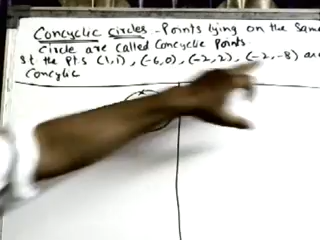 Concyclic circles - Points lying on the Same
Circle are called Concyclic Points
St the Pts (1,1), (-6,0), (-2,2), (-2,-8) are
Concylic